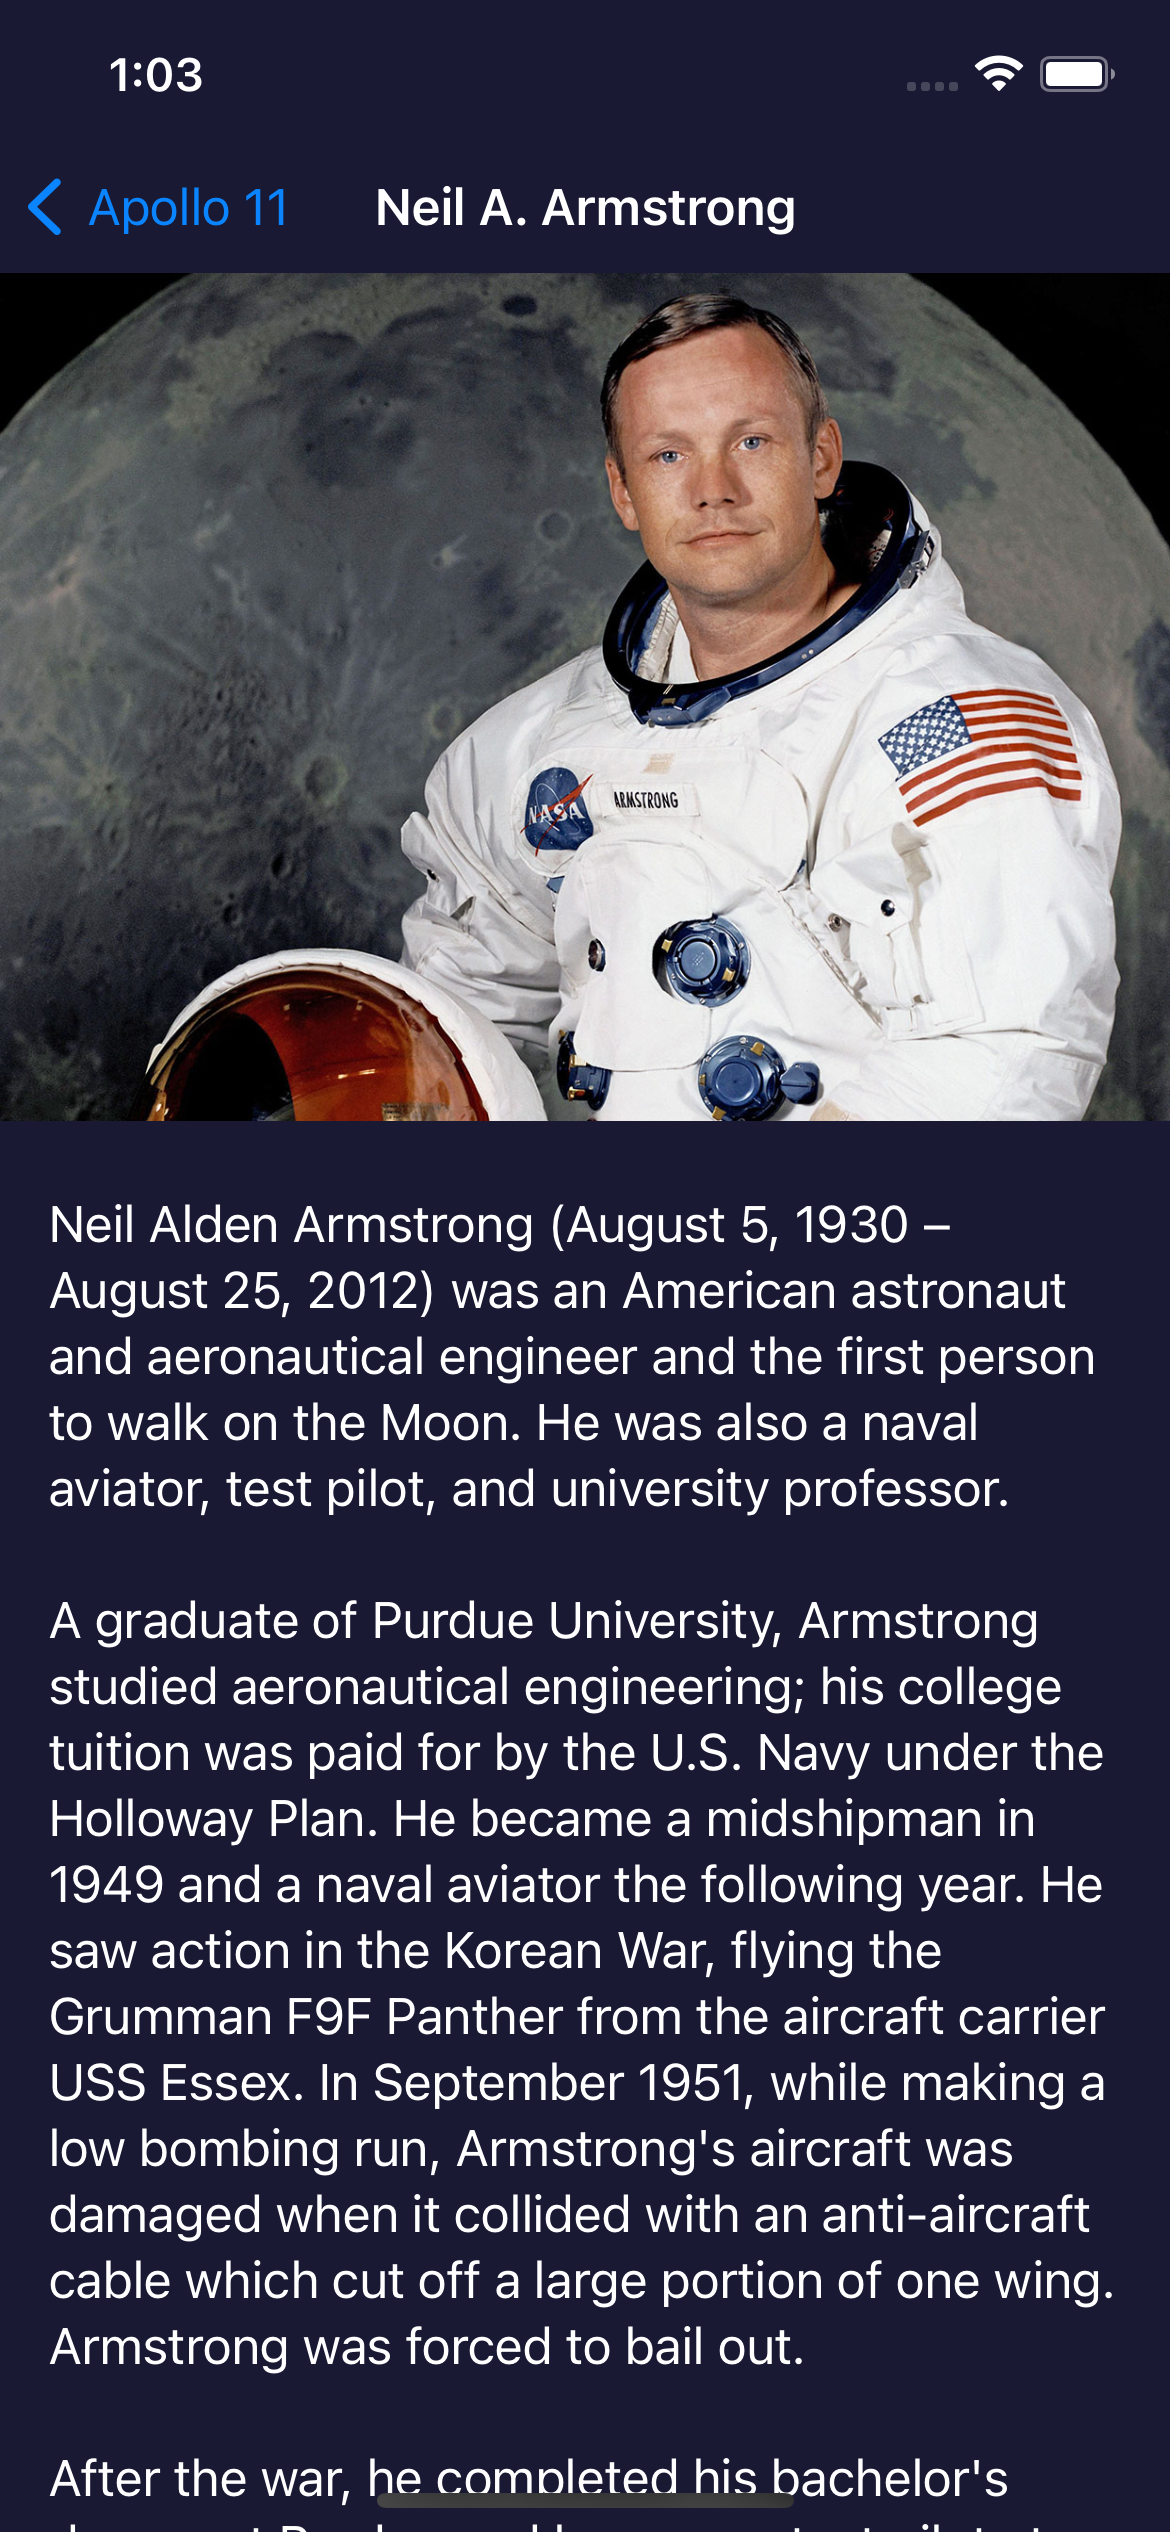 1:03
Apollo 11
Neil A. Armstrong
NASA
ARMSTRONG
Neil Alden Armstrong (August 5, 1930 –
August 25, 2012) was an American astronaut
and aeronautical engineer and the first person
to walk on the Moon. He was also a naval
aviator, test pilot, and university professor.
A graduate of Purdue University, Armstrong
studied aeronautical engineering; his college
tuition was paid for by the U.S. Navy under the
Holloway Plan. He became a midshipman in
1949 and a naval aviator the following year. He
saw action in the Korean War, flying the
Grumman F9F Panther from the aircraft carrier
USS Essex. In September 1951, while making a
low bombing run, Armstrong's aircraft was
damaged when it collided with an anti-aircraft
cable which cut off a large portion of one wing.
Armstrong was forced to bail out.
After the war, he completed his bachelor's